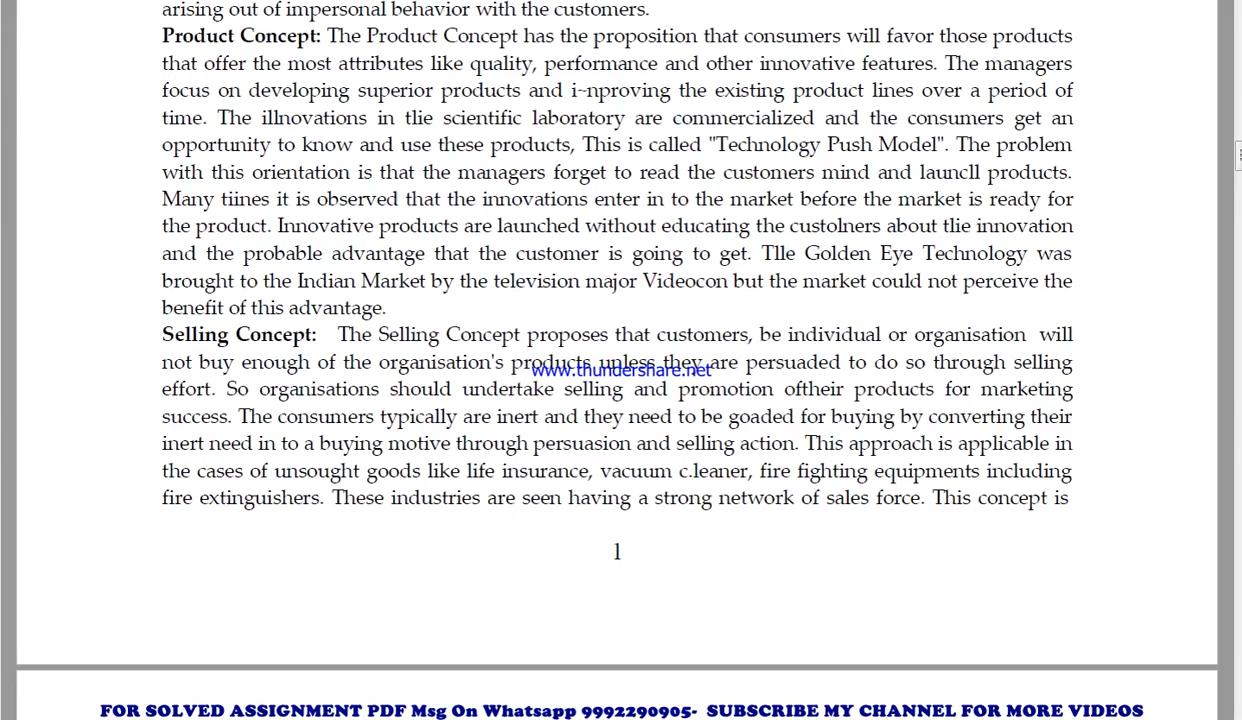 arising out of impersonal behavior with the customers.
Product Concept: The Product Concept has the proposition that consumers will favor those products
that offer the most attributes like quality, performance and other innovative features. The managers
focus on developing superior products and i~nproving the existing product lines over a period of
time. The illnovations in tlie scientific laboratory are commercialized and the consumers get an
opportunity to know and use these products, This is called "Technology Push Model". The problem
with this orientation is that the managers forget to read the customers mind and launcll products.
Many tiines it is observed that the innovations enter in to the market before the market is ready for
the product. Innovative products are launched without educating the custolners about tlie innovation
and the probable advantage that the customer is going to get. Tlle Golden Eye Technology was
brought to the Indian Market by the television major Videocon but the market could not perceive the
benefit of this advantage.
Selling Concept: The Selling Concept proposes that customers, be individual or organisation will
not buy enough of the organisation's products unless they are persuaded to do so through selling
www.thundershare.net
effort. So organisations should undertake selling and promotion oftheir products for marketing
success. The consumers typically are inert and they need to be goaded for buying by converting their
inert need in to a buying motive through persuasion and selling action. This approach is applicable in
the cases of unsought goods like life insurance, vacuum c.leaner, fire fighting equipments including
fire extinguishers. These industries are seen having a strong network of sales force. This concept is
1
FOR SOLVED ASSIGNMENT PDF Msg On Whatsapp 9992290905- SUBSCRIBE MY CHANNEL FOR MORE VIDEOS